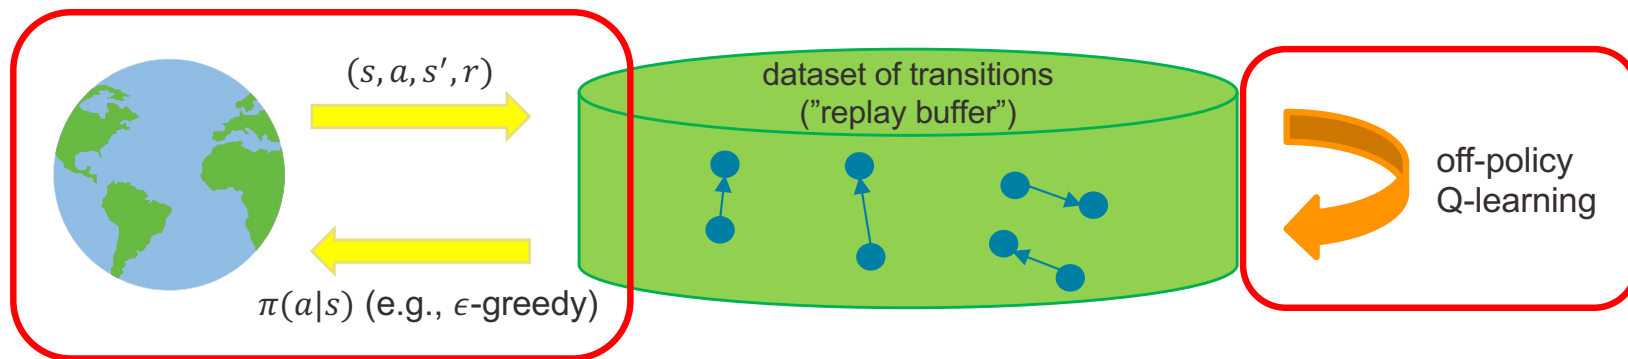 (s, a, s′, r)
π(a|s) (e.g., ϵ-greedy)
dataset of transitions
(”replay buffer”)
off-policy
Q-learning